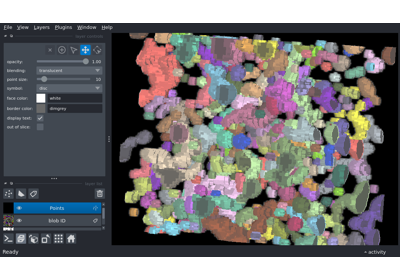 File View Layers Plugins Window Help
opacity: 1.00
blending: translucent
point size: 10
symbol: disc
face color: white
border color: dimgrey
display text:
out of slice:
Points
blob ID
Ready
activity